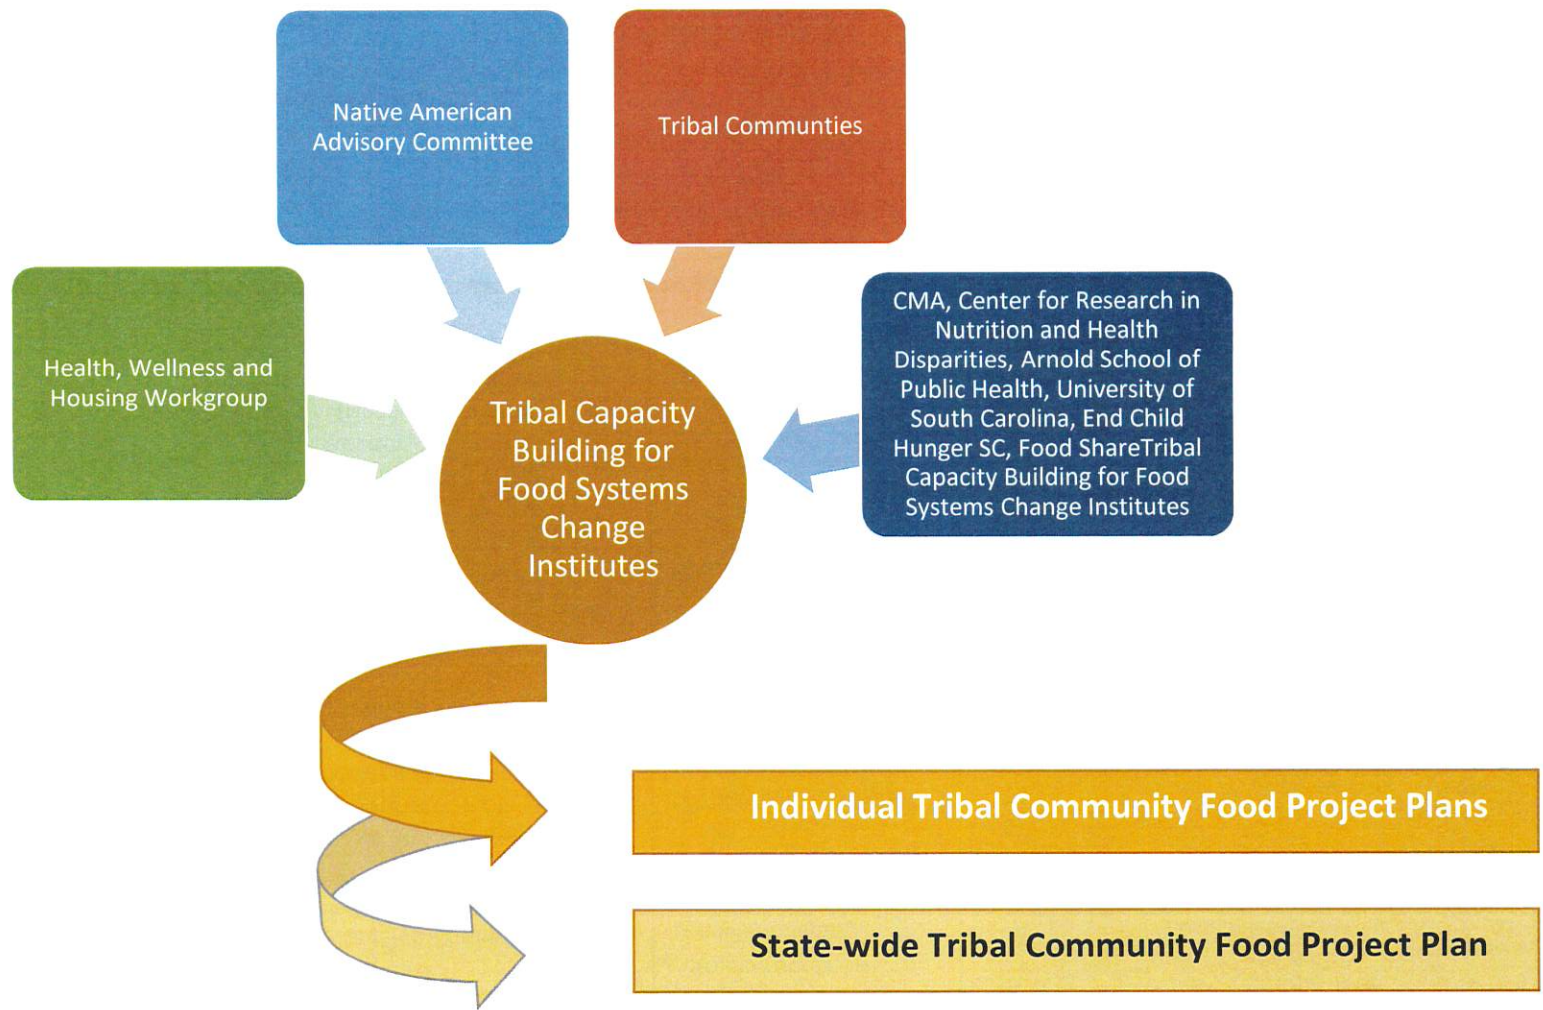 Native American
Advisory Committee
Tribal Communties
Health, Wellness and
Housing Workgroup
CMA, Center for Research in
Nutrition and Health
Disparities, Arnold School of
Public Health, University of
South Carolina, End Child
Hunger SC, Food ShareTribal
Capacity Building for Food
Systems Change Institutes
Tribal Capacity
Building for
Food Systems
Change
Institutes
Individual Tribal Community Food Project Plans
State-wide Tribal Community Food Project Plan